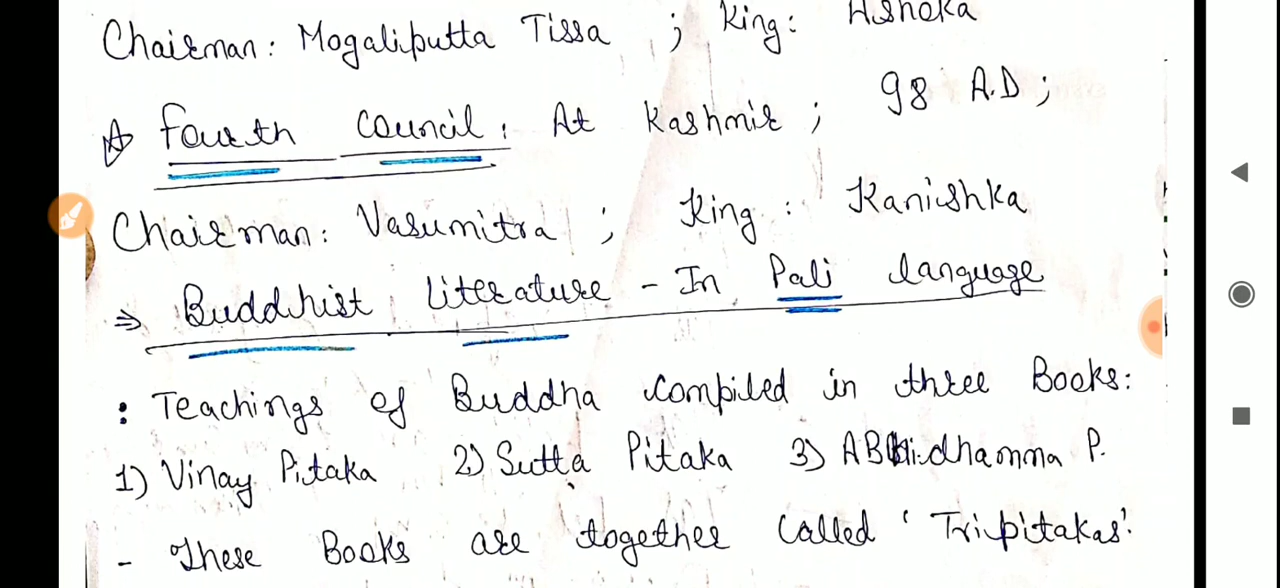 Chairman: Mogaliputta Tissa ; King: Ashoka
Fourth Council: At Kashmir ; 98 A.D ;
Chairman: Vasumitra ; King : Kanishka
⇒ Buddhist literature - In Pali language
: Teachings of Buddha compiled in three Books:
1) Vinay Pitaka 2) Sutta Pitaka 3) ABhidhamma P.
- These Books are together called 'Tripitakas'.